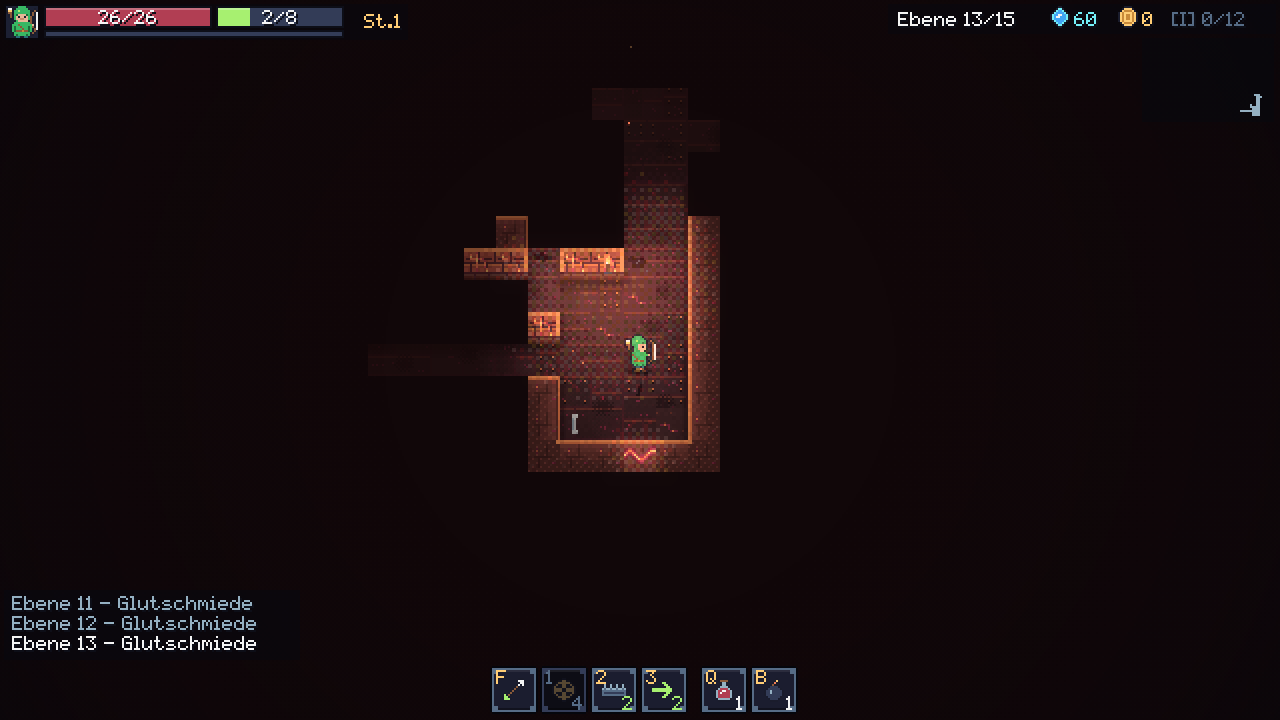 26/26
2/8
St.1
Ebene 13/15
60
0
[I] 0/12
Ebene 11 – Glutschmiede
Ebene 12 – Glutschmiede
Ebene 13 – Glutschmiede
F
1
4
2
2
3
2
Q
1
B
1